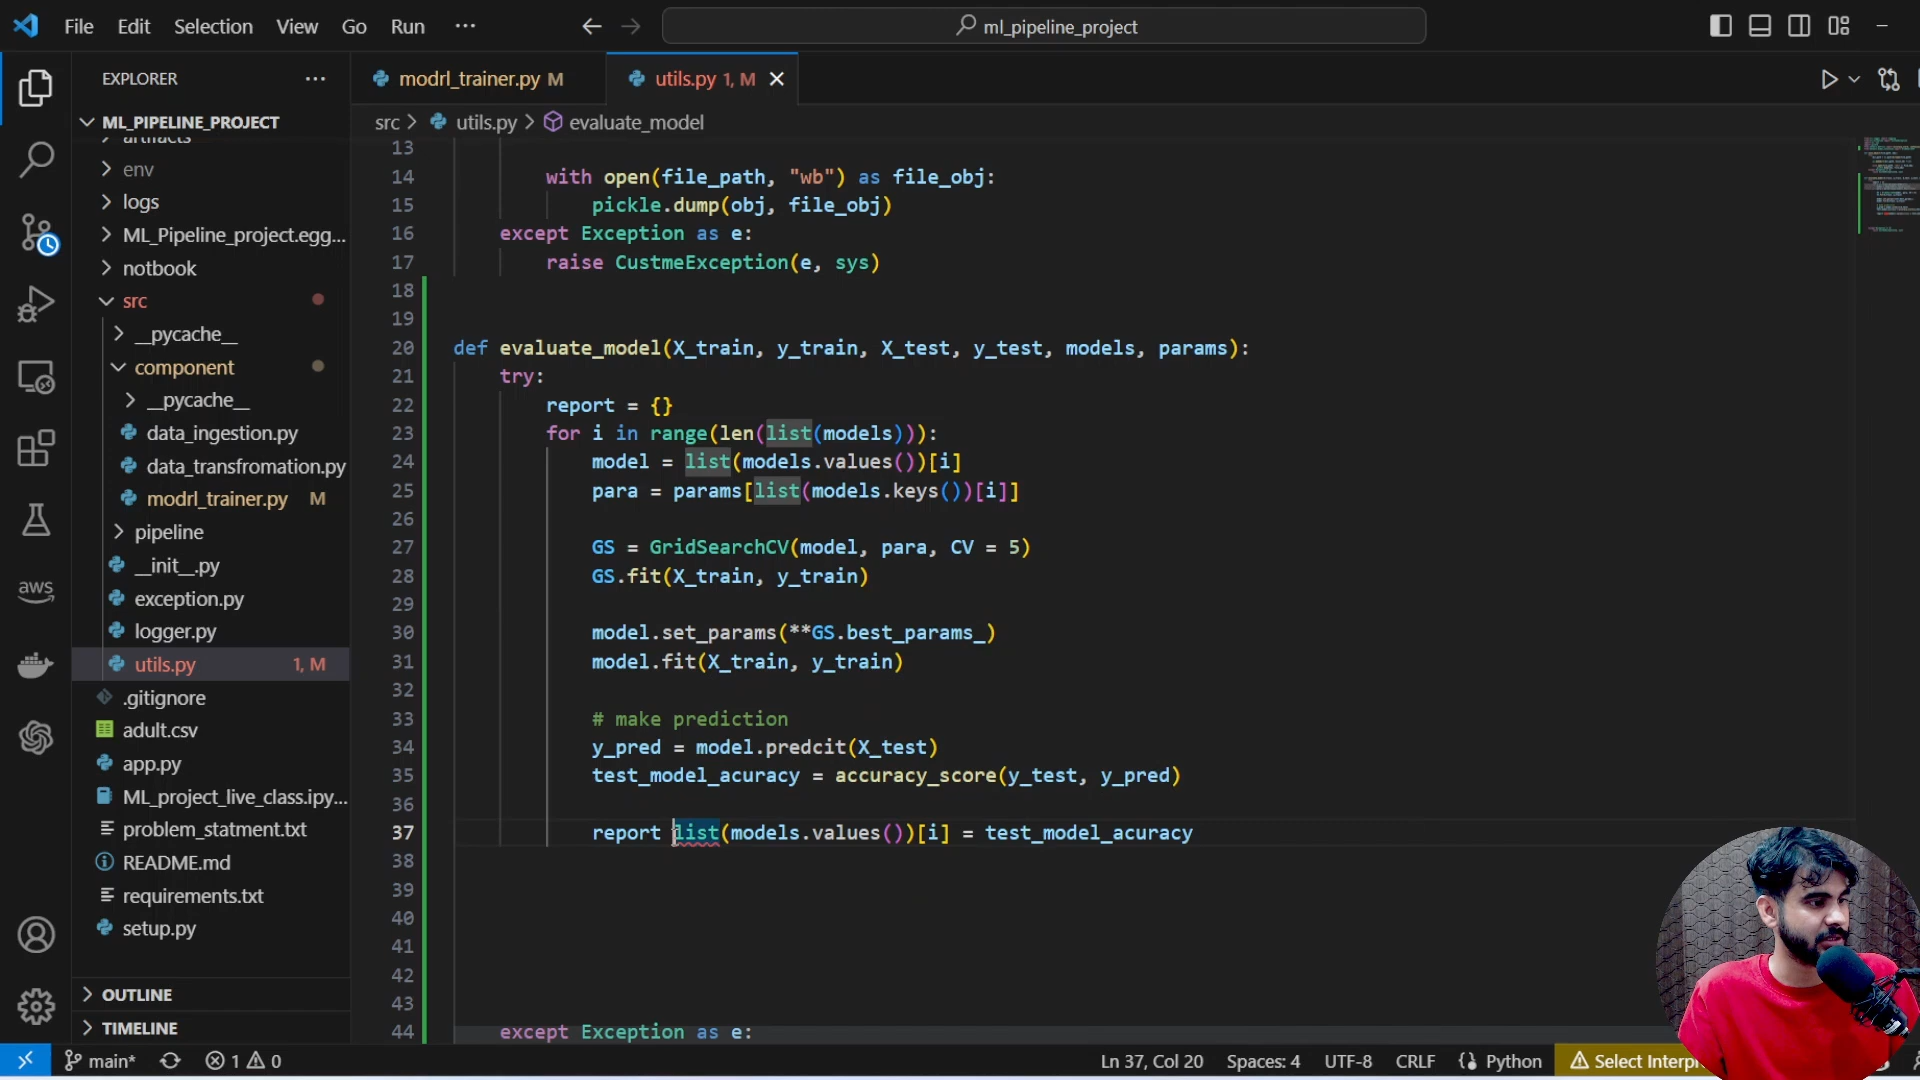 File Edit Selection View Go Run ··· ml_pipeline_project
EXPLORER ···
ML_PIPELINE_PROJECT
artifacts
env
logs
ML_Pipeline_project.egg...
notbook
src
__pycache__
component
__pycache__
data_ingestion.py
data_transfromation.py
modrl_trainer.py M
pipeline
__init__.py
exception.py
logger.py
utils.py 1, M
.gitignore
adult.csv
app.py
ML_project_live_class.ipy...
problem_statment.txt
README.md
requirements.txt
setup.py
OUTLINE
TIMELINE
aws
modrl_trainer.py M utils.py 1, M
src > utils.py > evaluate_model
13
14 with open(file_path, "wb") as file_obj:
15 pickle.dump(obj, file_obj)
16 except Exception as e:
17 raise CustmeException(e, sys)
18
19
20 def evaluate_model(X_train, y_train, X_test, y_test, models, params):
21 try:
22 report = {}
23 for i in range(len(list(models))):
24 model = list(models.values())[i]
25 para = params[list(models.keys())[i]]
26
27 GS = GridSearchCV(model, para, CV = 5)
28 GS.fit(X_train, y_train)
29
30 model.set_params(**GS.best_params_)
31 model.fit(X_train, y_train)
32
33 # make prediction
34 y_pred = model.predcit(X_test)
35 test_model_acuracy = accuracy_score(y_test, y_pred)
36
37 report list(models.values())[i] = test_model_acuracy
38
39
40
41
42
43
44 except Exception as e:
main* 1 0 Ln 37, Col 20 Spaces: 4 UTF-8 CRLF Python Select